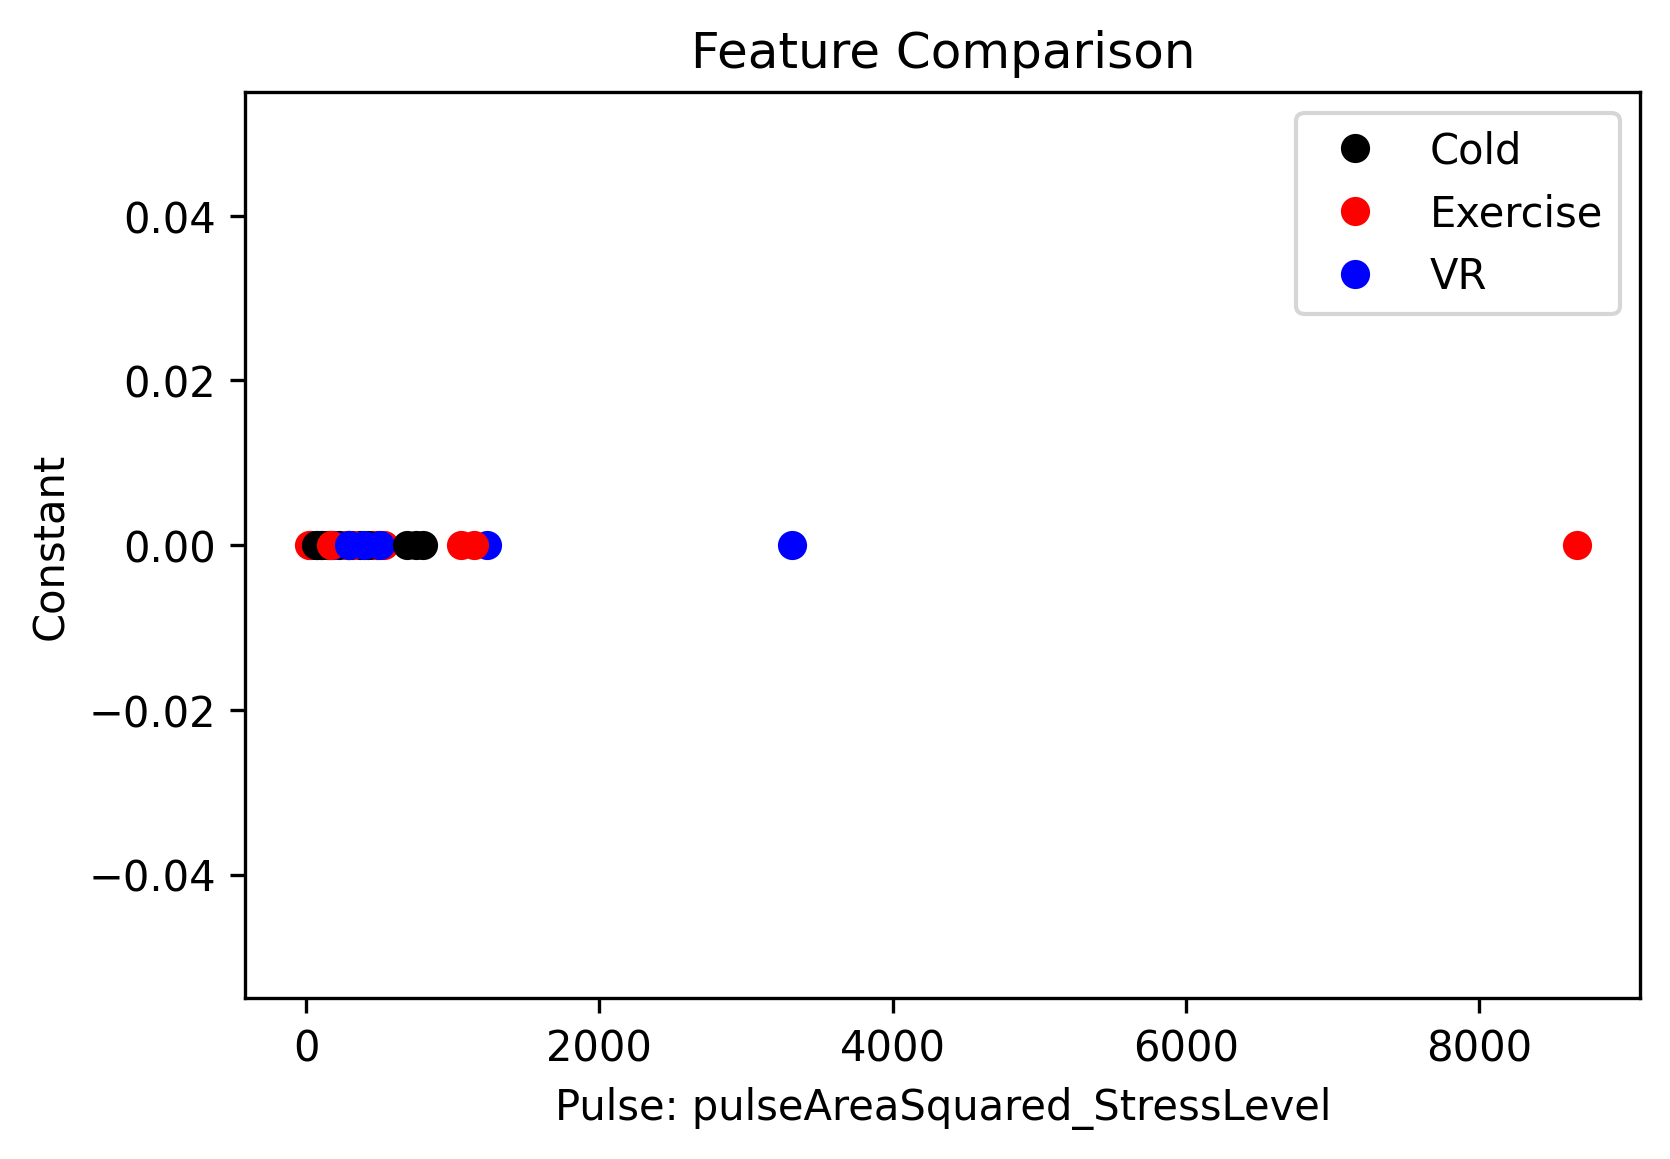 Feature Comparison
Cold
Exercise
VR
0.04
0.02
0.00
−0.02
−0.04
Constant
0 2000 4000 6000 8000
Pulse: pulseAreaSquared_StressLevel